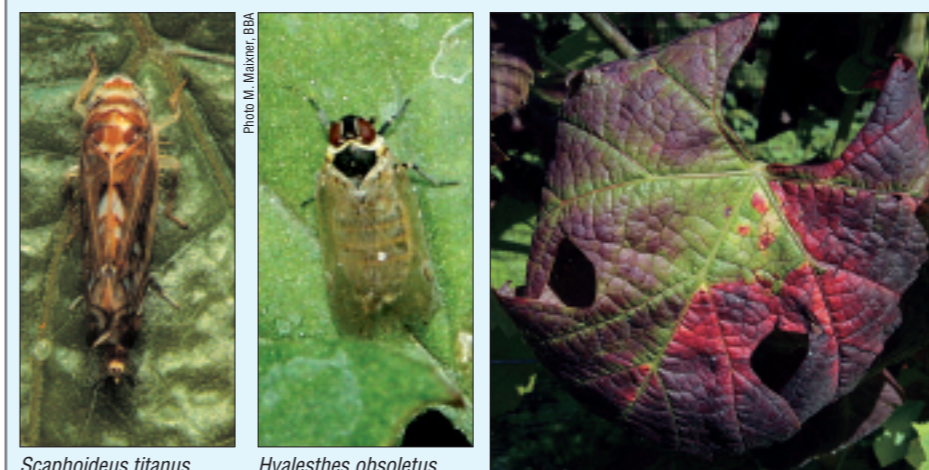 Photo M. Maixner, BBA
Scaphoideus titanus
Hyalesthes obsoletus